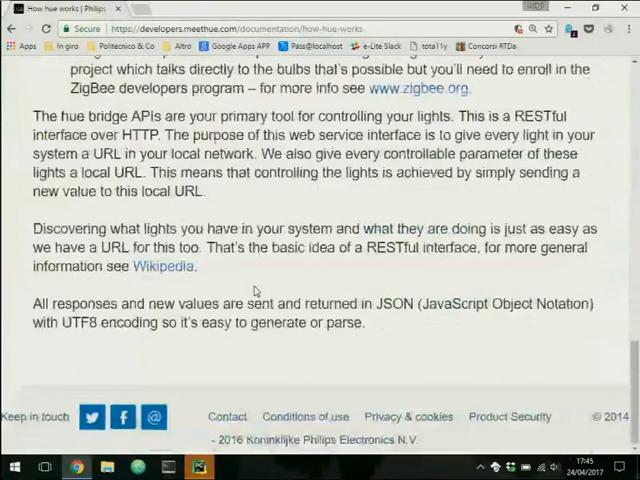 How hue works | Philips
https://developers.meethue.com/documentation/how-hue-works
Apps In giro Politecnico & Co Altro Google Apps APP Pass@localhost e-Lite Slack tota11y Concorsi RTDa
project which talks directly to the bulbs that's possible but you'll need to enroll in the
ZigBee developers program -- for more info see www.zigbee.org.
The hue bridge APIs are your primary tool for controlling your lights. This is a RESTful
interface over HTTP. The purpose of this web service interface is to give every light in your
system a URL in your local network. We also give every controllable parameter of these
lights a local URL. This means that controlling the lights is achieved by simply sending a
new value to this local URL.
Discovering what lights you have in your system and what they are doing is just as easy as
we have a URL for this too. That's the basic idea of a RESTful interface, for more general
information see Wikipedia.
All responses and new values are sent and returned in JSON (JavaScript Object Notation)
with UTF8 encoding so it's easy to generate or parse.
Keep in touch Contact Conditions of use Privacy & cookies Product Security © 2014
- 2016 Koninklijke Philips Electronics N.V.
17:45
24/04/2017